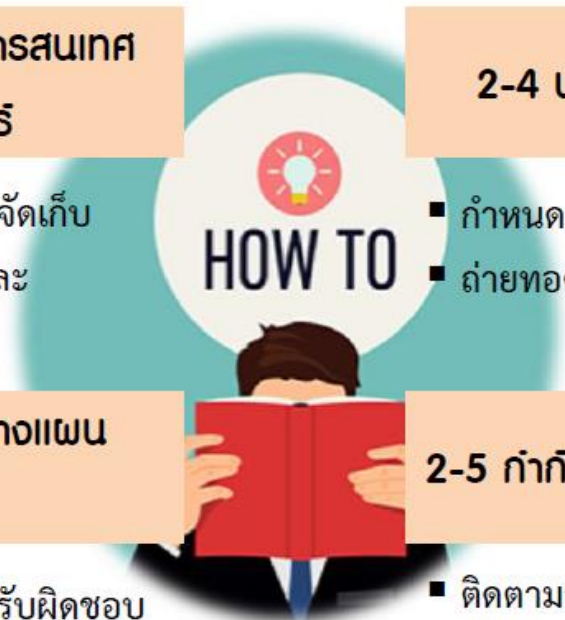 รสนเทศ
ร์
จัดเก็บ
ละ
HOW TO
2-4
▪ กำหนด
▪ ถ่ายทอ
างแผน
รับผิดชอบ
2-5 กำกั
▪ ติดตาม